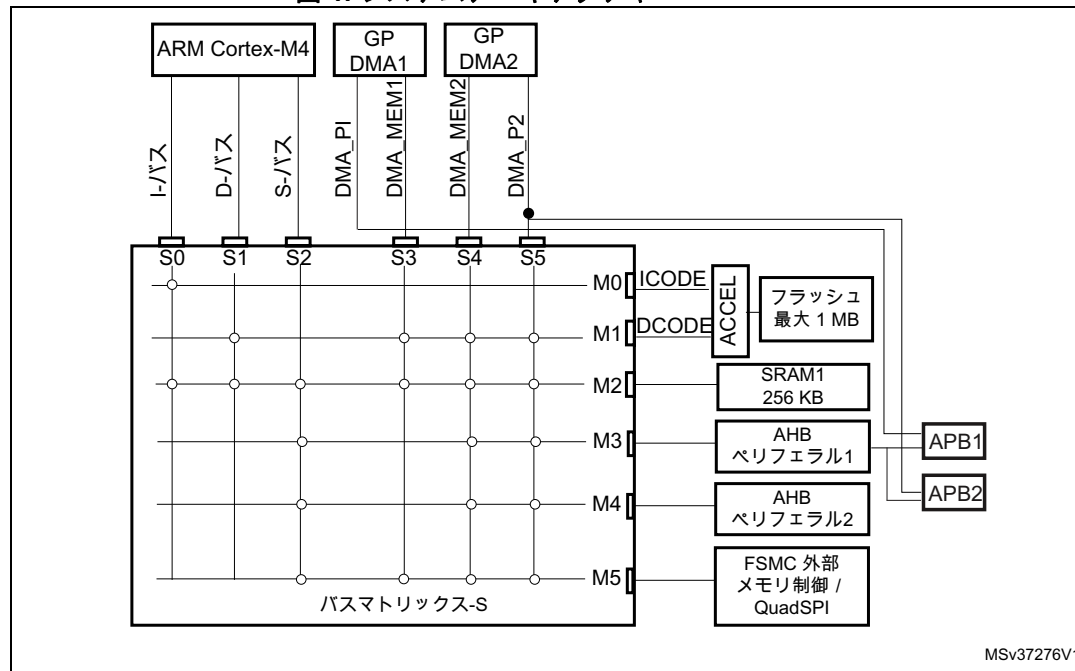 ARM Cortex-M4
GP
DMA1
GP
DMA2
I-バス
D-バス
S-バス
DMA_PI
DMA_MEM1
DMA_MEM2
DMA_P2
S0
S1
S2
S3
S4
S5
M0
ICODE
M1
DCODE
ACCEL
フラッシュ
最大 1 MB
M2
SRAM1
256 KB
M3
AHB
ペリフェラル1
APB1
M4
AHB
ペリフェラル2
APB2
M5
FSMC 外部
メモリ制御 /
QuadSPI
バスマトリックス-S
MSv37276V1